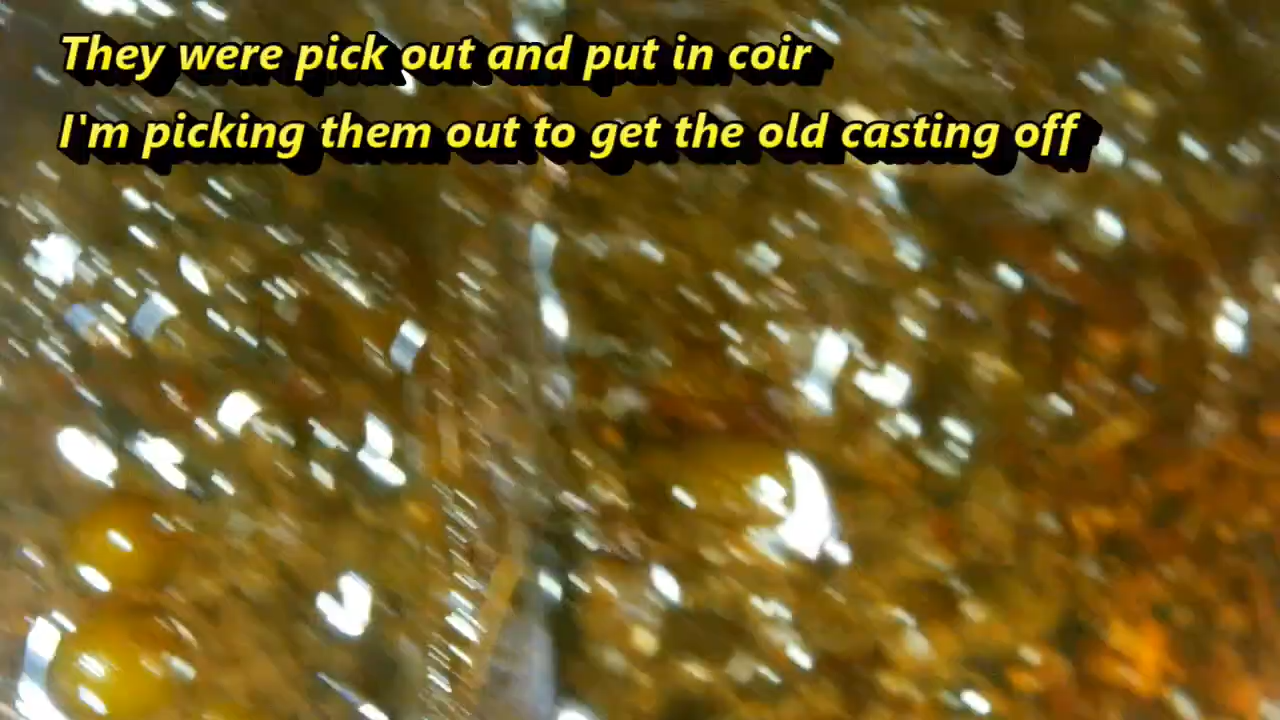 They were pick out and put in coir
I'm picking them out to get the old casting off